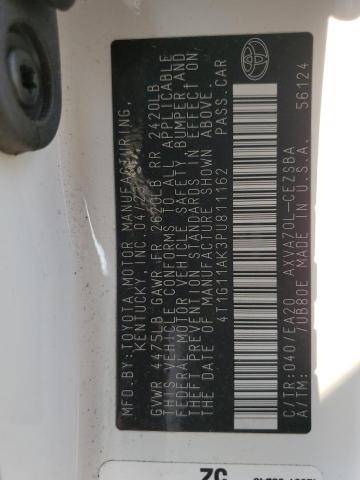 MFD.BY:TOYOTA MOTOR MANUFACTURING,
KENTUCKY, INC.
GVWR 4475LB GAWR FR 2620LB RR 2420LB
THIS VEHICLE CONFORMS TO ALL APPLICABLE
FEDERAL MOTOR VEHICLE SAFETY, BUMPER, AND
THEFT PREVENTION STANDARDS IN EFFECT
ON THE DATE OF MANUFACTURE SHOWN ABOVE.
4T1G11AK3PU811162 PASS.CAR
C/TR:040/EA20 AXVA70L-CEZSBA
A/TM: /UB80E MADE IN U.S.A. 56124
ZC